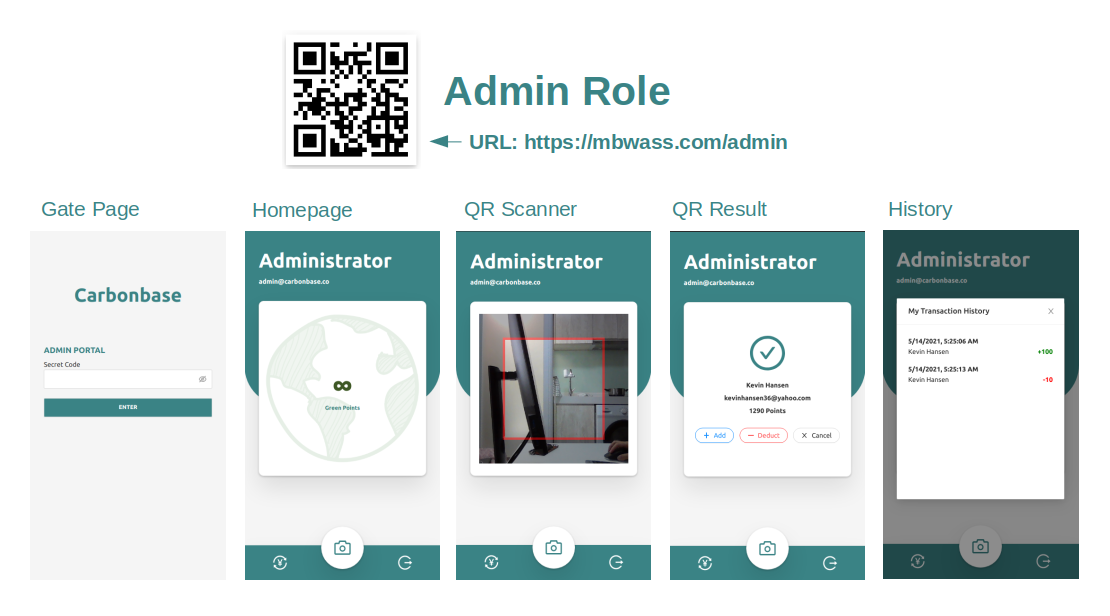 Admin Role
URL: https://mbwass.com/admin
Gate Page
Homepage
QR Scanner
QR Result
History
Carbonbase
ADMIN PORTAL
Secret Code
ENTER
Administrator
admin@carbonbase.co
Green Points
Administrator
admin@carbonbase.co
Administrator
admin@carbonbase.co
Kevin Hansen
kevinhansen36@yahoo.com
1290 Points
+ Add
— Deduct
X Cancel
Administrator
admin@carbonbase.co
My Transaction History X
5/14/2021, 5:25:06 AM
Kevin Hansen +100
5/14/2021, 5:25:13 AM
Kevin Hansen -10